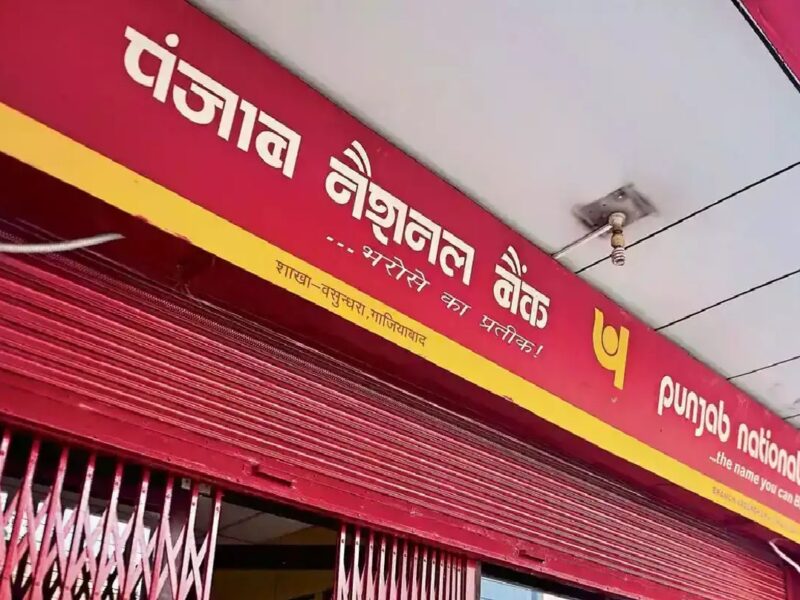 पंजाब नैशनल बैंक
...भरोसे का प्रतीक!
शाखा-वसुन्धरा,गाजियाबाद
punjab national
...the name you can B